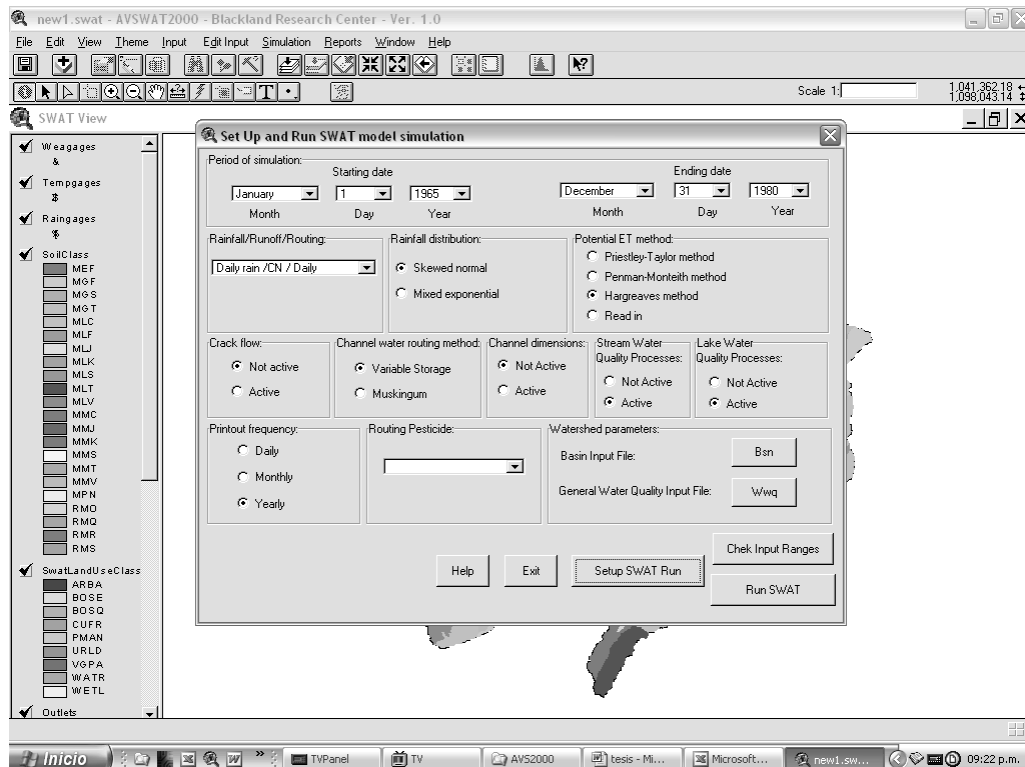 new1.swat - AVSWAT2000 - Blackland Research Center - Ver. 1.0
File Edit View Theme Input Edit Input Simulation Reports Window Help
Scale 1:
1,041,362.18
1,098,043.14
SWAT View
Weagages
&
Tempgages
$
Raingages
SoilClass
MEF
MGF
MGS
MGT
MLC
MLF
MLJ
MLK
MLS
MLT
MLV
MMC
MMJ
MMK
MMS
MMT
MMV
MPN
RMO
RMQ
RMR
RMS
SwatLandUseClass
ARBA
BOSE
BOSQ
CUFR
PMAN
URLD
VGPA
WATR
WETL
Outlets
Set Up and Run SWAT model simulation
Period of simulation:
Starting date
Ending date
January 1 1965
December 31 1980
Month Day Year
Month Day Year
Rainfall/Runoff/Routing:
Daily rain /CN / Daily
Rainfall distribution:
Skewed normal
Mixed exponential
Potential ET method:
Priestley-Taylor method
Penman-Monteith method
Hargreaves method
Read in
Crack flow:
Not active
Active
Channel water routing method:
Variable Storage
Muskingum
Channel dimensions:
Not Active
Active
Stream Water
Quality Processes:
Not Active
Active
Lake Water
Quality Processes:
Not Active
Active
Printout frequency:
Daily
Monthly
Yearly
Routing Pesticide:
Watershed parameters:
Basin Input File:
Bsn
General Water Quality Input File:
Wwq
Chek Input Ranges
Help
Exit
Setup SWAT Run
Run SWAT
Inicio
TVPanel
TV
AVS2000
tesis - Mi...
Microsoft...
new1.sw...
09:22 p.m.